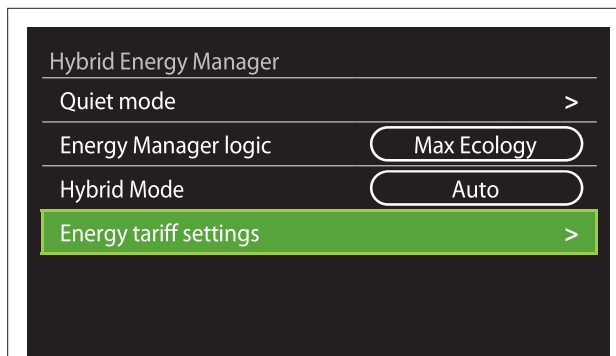 Hybrid Energy Manager
Quiet mode >
Energy Manager logic Max Ecology
Hybrid Mode Auto
Energy tariff settings >